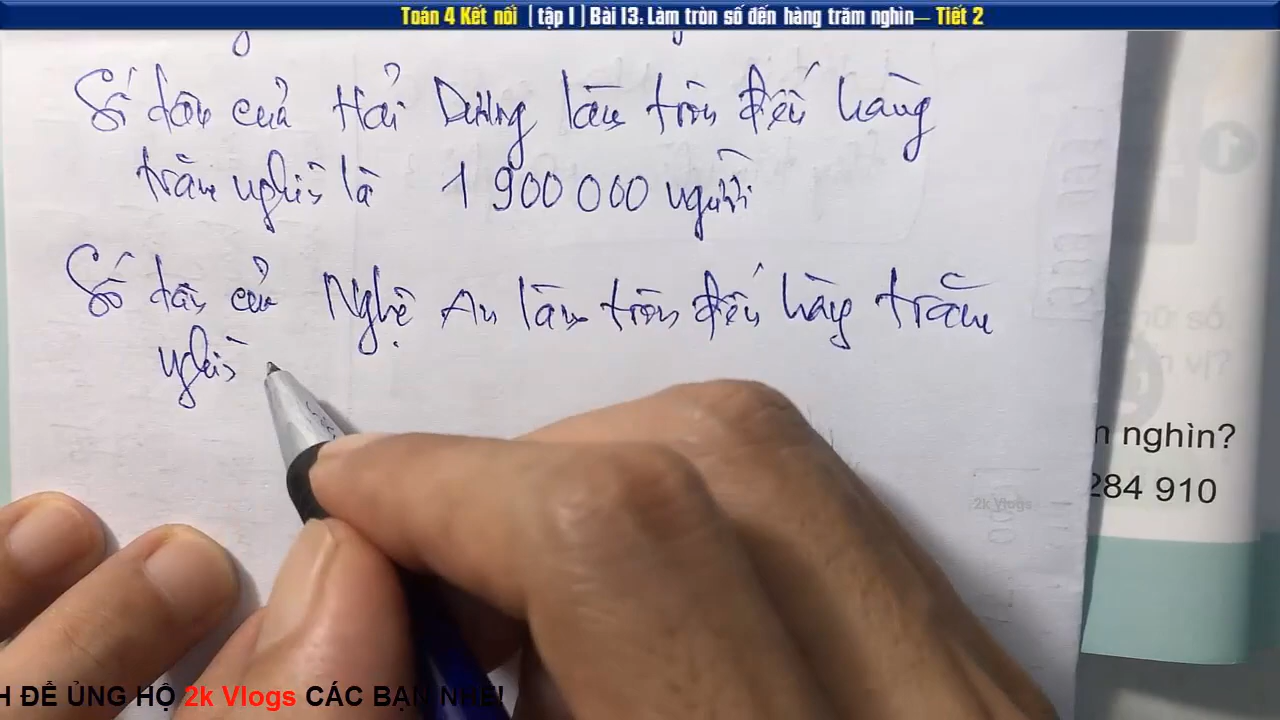 Toán 4 Kết nối ( tập 1 ) Bài 13: Làm tròn số đến hàng trăm nghìn– Tiết 2
Số dân của Hải Dương làm tròn đến hàng
trăm nghìn là 1 900 000 người
Số dân của Nghệ An làm tròn đến hàng trăm
nghìn
nghìn?
284 910
2k Vlogs
H ĐỂ ỦNG HỘ 2k Vlogs CÁC BẠN NHÉ!